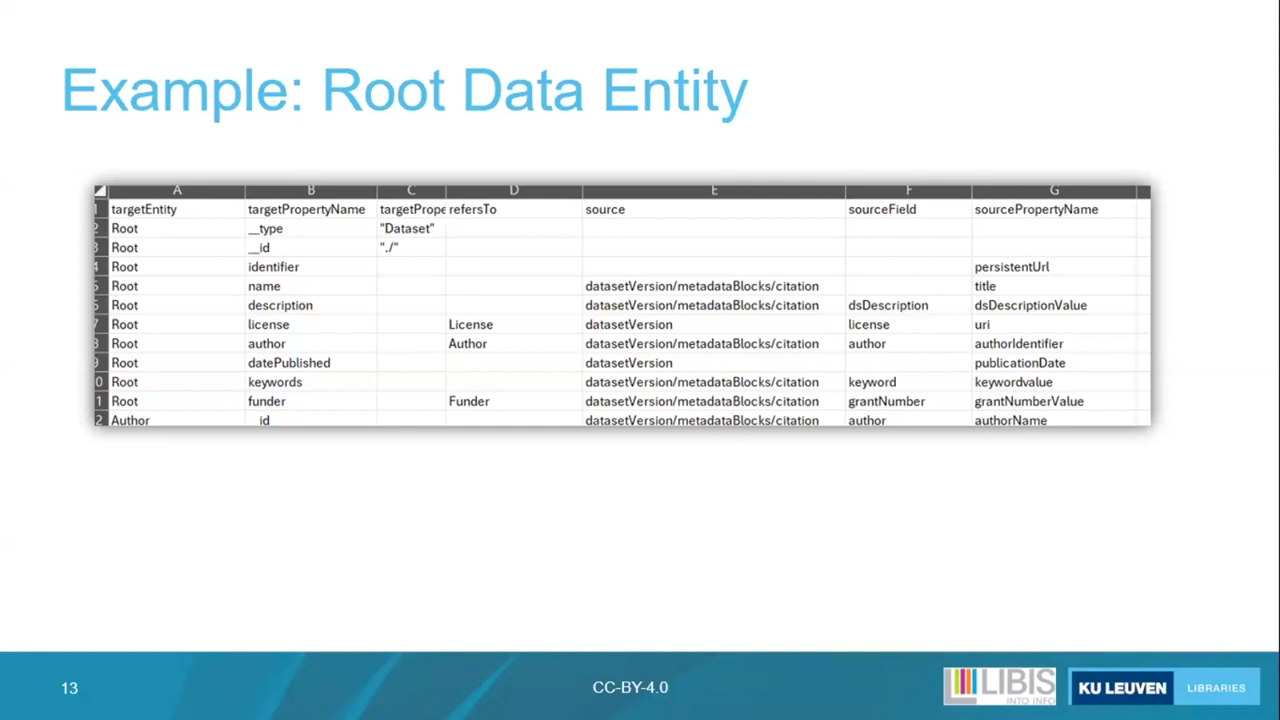 Example: Root Data Entity
A B C D E F G
1 targetEntity targetPropertyName targetPrope refersTo source sourceField sourcePropertyName
2 Root __type "Dataset"
3 Root __id "./"
4 Root identifier persistentUrl
5 Root name datasetVersion/metadataBlocks/citation title
6 Root description datasetVersion/metadataBlocks/citation dsDescription dsDescriptionValue
7 Root license License datasetVersion license uri
8 Root author Author datasetVersion/metadataBlocks/citation author authorIdentifier
9 Root datePublished datasetVersion publicationDate
0 Root keywords datasetVersion/metadataBlocks/citation keyword keywordvalue
1 Root funder Funder datasetVersion/metadataBlocks/citation grantNumber grantNumberValue
2 Author __id datasetVersion/metadataBlocks/citation author authorName
13
CC-BY-4.0
LIBIS
INTO INFO
KU LEUVEN LIBRARIES